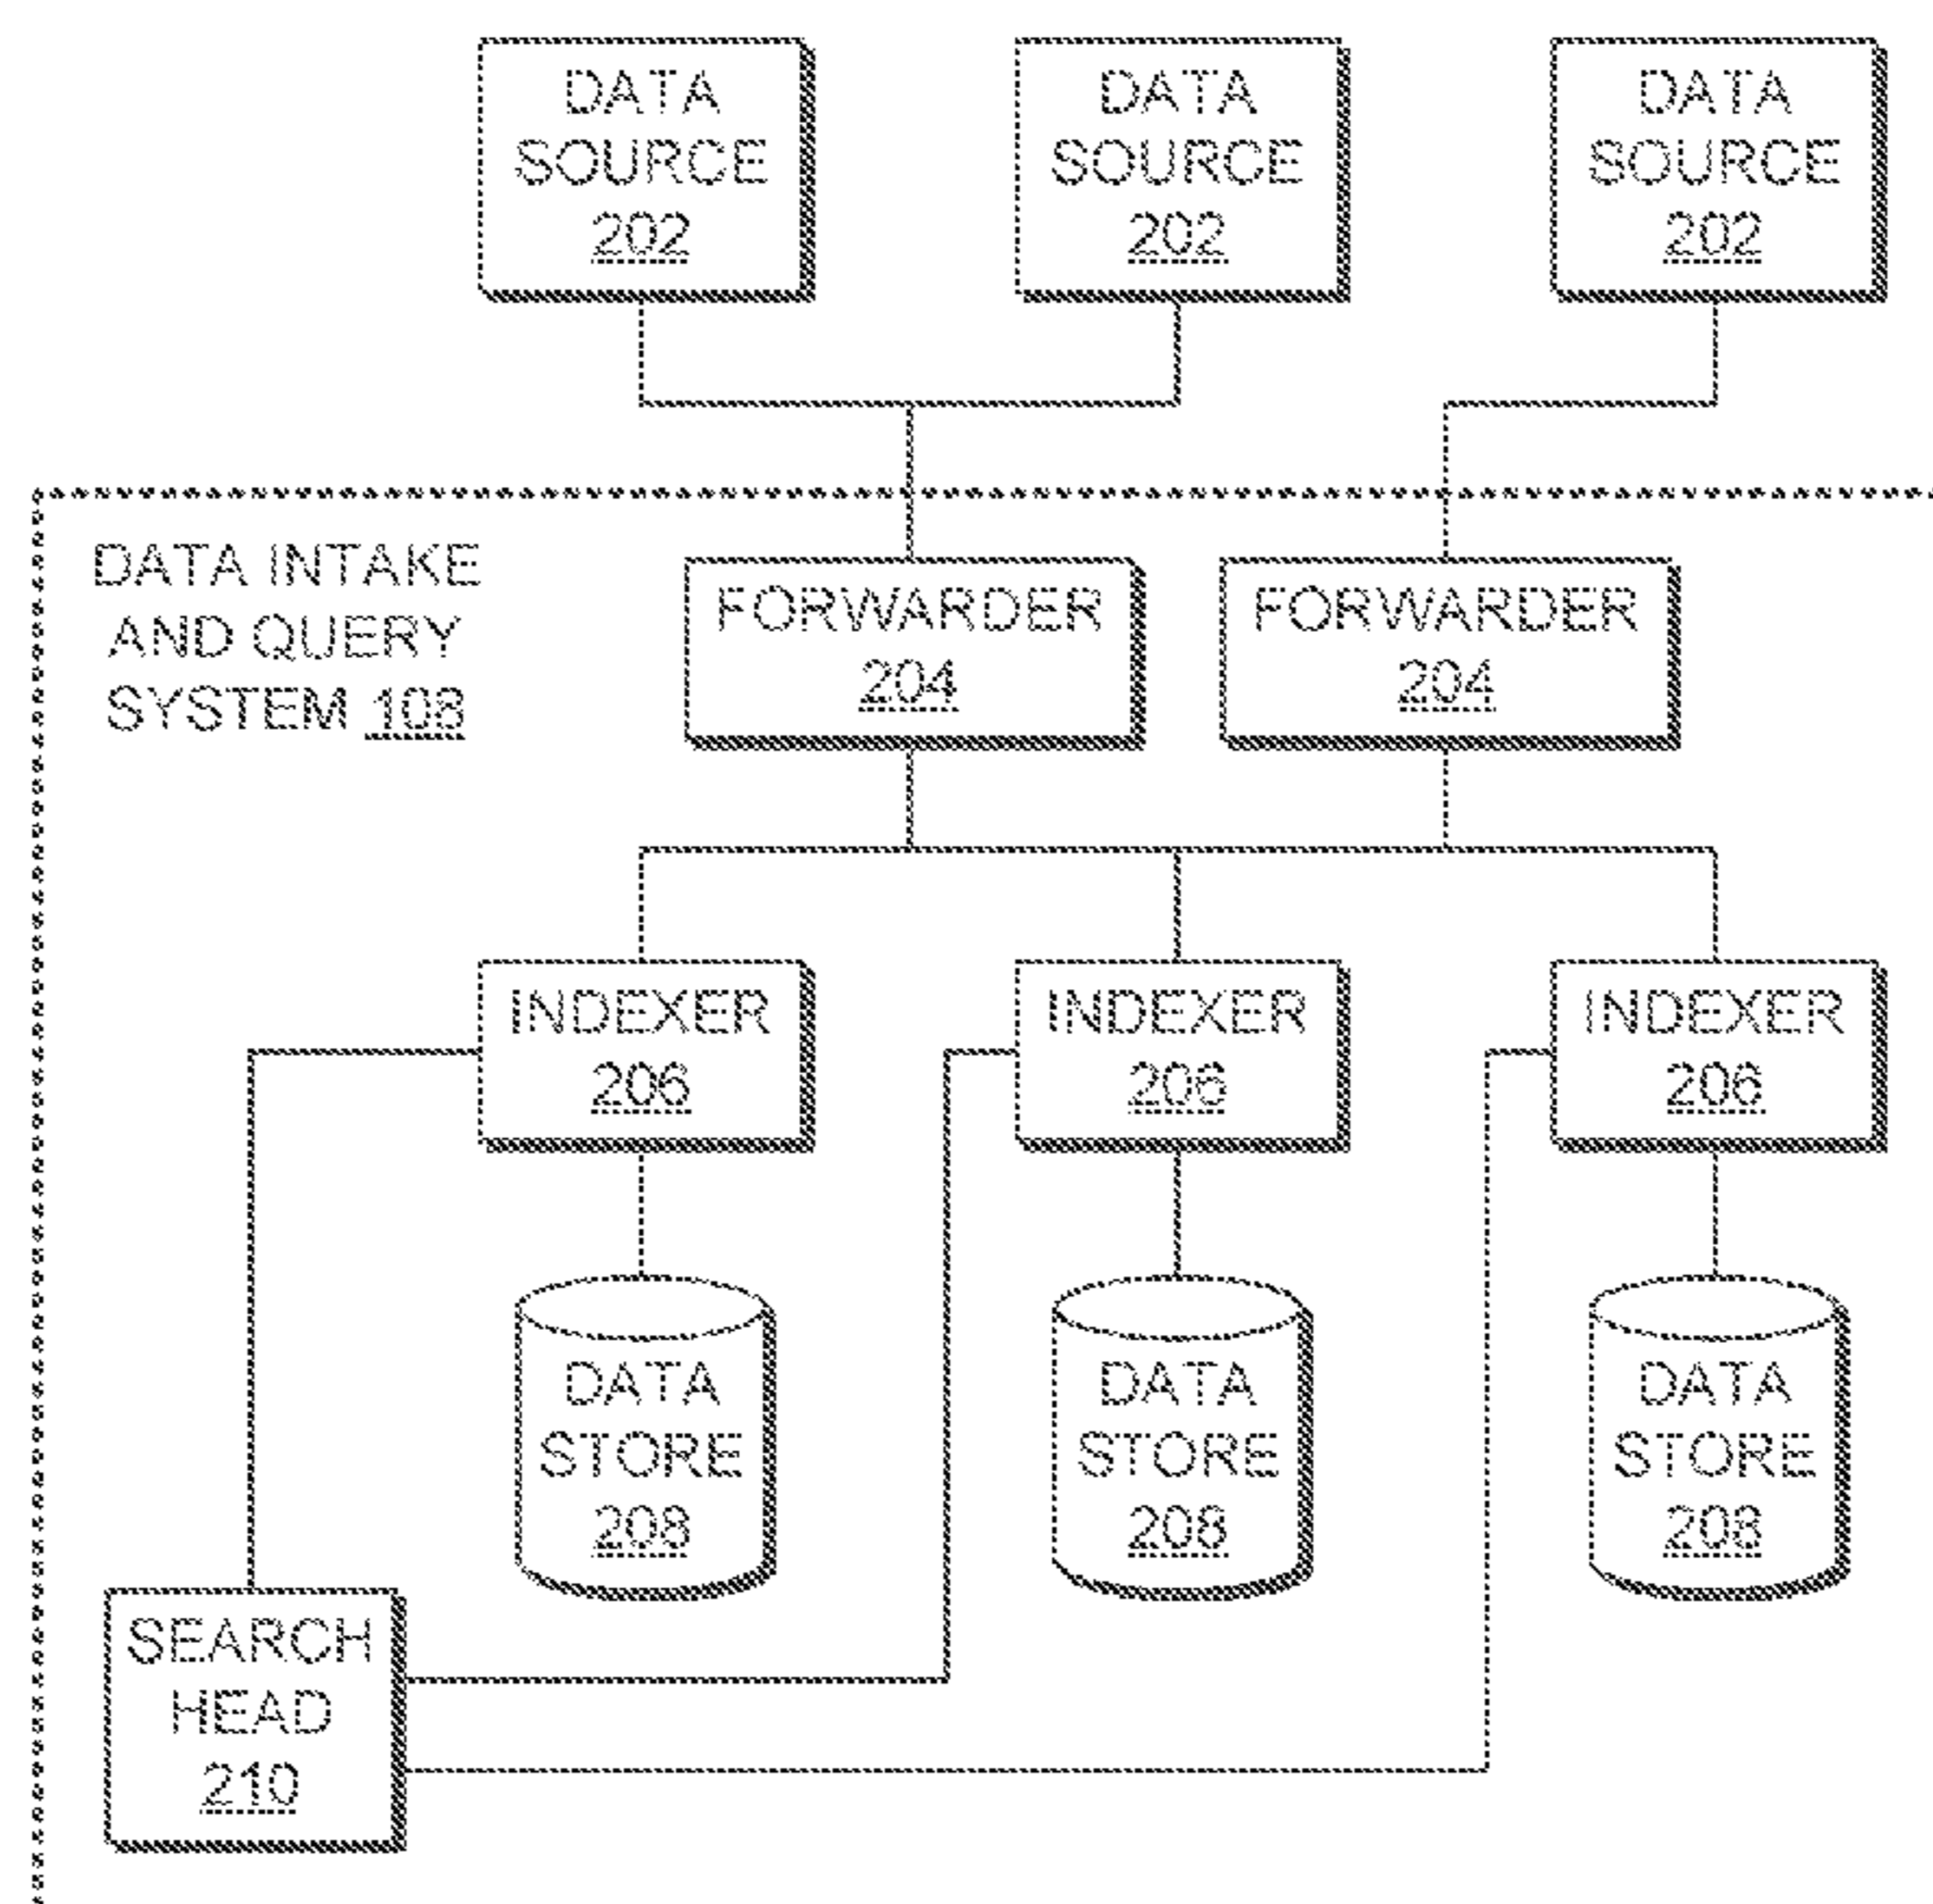 DATA
SOURCE
202
DATA
SOURCE
202
DATA
SOURCE
202
DATA INTAKE
AND QUERY
SYSTEM 108
FORWARDER
204
FORWARDER
204
INDEXER
206
INDEXER
206
INDEXER
206
DATA
STORE
208
DATA
STORE
208
DATA
STORE
208
SEARCH
HEAD
210